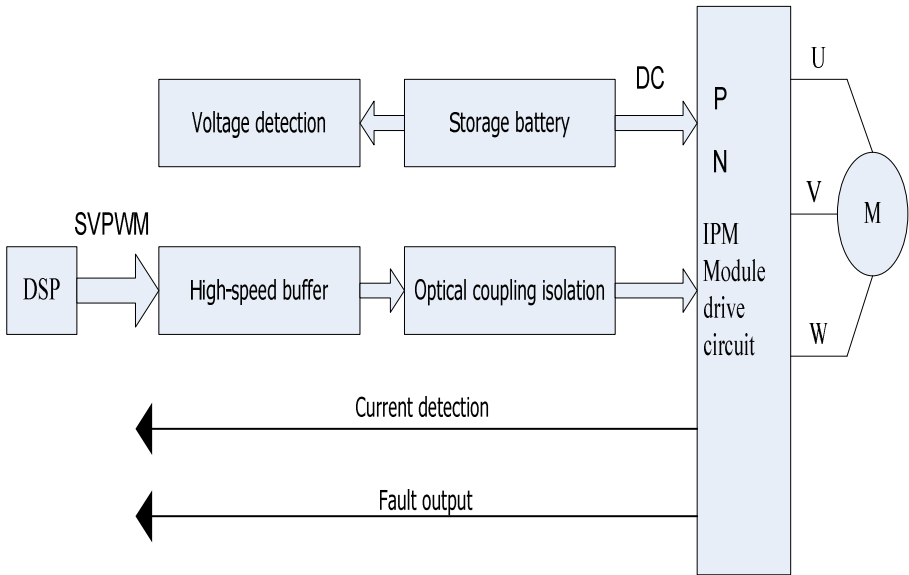 U
DC
P
Voltage detection
Storage battery
N
V
M
SVPWM
IPM
Module
drive
circuit
DSP
High-speed buffer
Optical coupling isolation
W
Current detection
Fault output